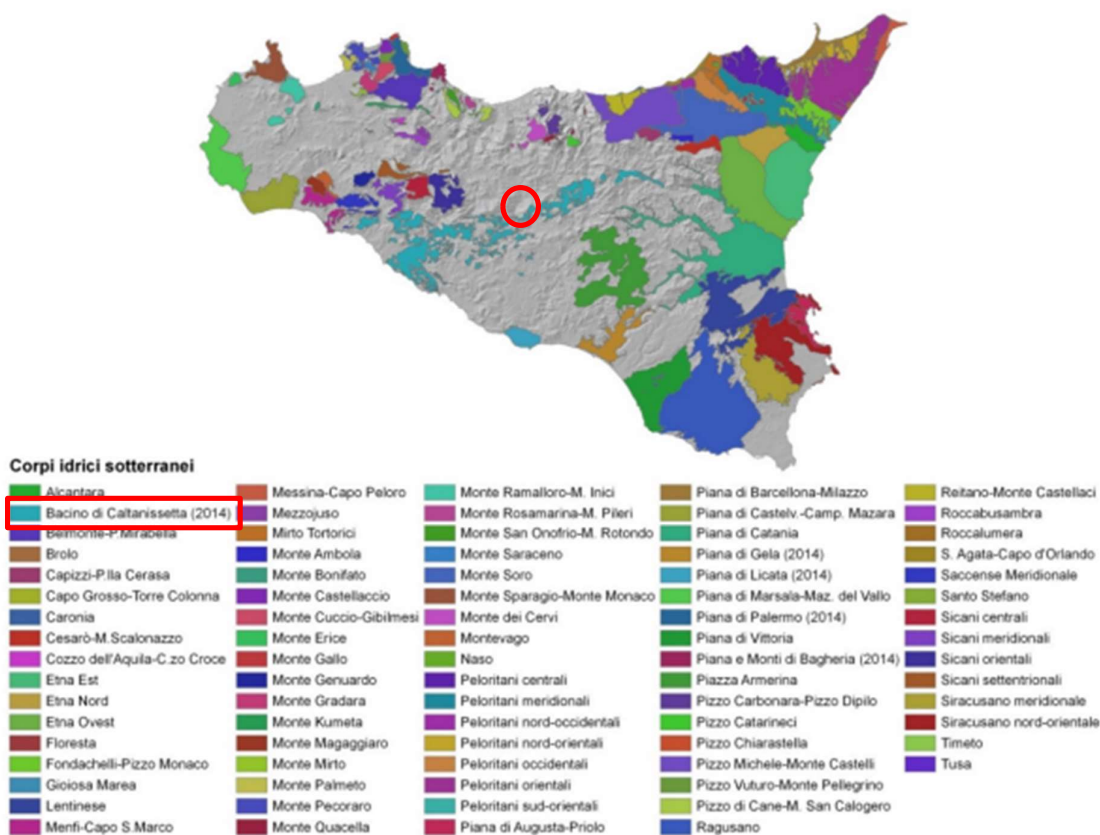 Corpi idrici sotterranei
Alcantara
Bacino di Caltanissetta (2014)
Belmonte-P.Mirabella
Brolo
Capizzi-P.lla Cerasa
Capo Grosso-Torre Colonna
Caronia
Cesarò-M.Scalonazzo
Cozzo dell'Aquila-C.zo Croce
Etna Est
Etna Nord
Etna Ovest
Floresta
Fondachelli-Pizzo Monaco
Gioiosa Marea
Lentinese
Menfi-Capo S.Marco
Messina-Capo Peloro
Mezzojuso
Mirto Tortorici
Monte Ambola
Monte Bonifato
Monte Castellaccio
Monte Cuccio-Gibilmesi
Monte Erice
Monte Gallo
Monte Genuardo
Monte Gradara
Monte Kumeta
Monte Magaggiaro
Monte Mirto
Monte Palmeto
Monte Pecoraro
Monte Quacella
Monte Ramalloro-M. Inici
Monte Rosamarina-M. Pileri
Monte San Onofrio-M. Rotondo
Monte Saraceno
Monte Soro
Monte Sparagio-Monte Monaco
Monte dei Cervi
Montevago
Naso
Peloritani centrali
Peloritani meridionali
Peloritani nord-occidentali
Peloritani nord-orientali
Peloritani occidentali
Peloritani orientali
Peloritani sud-orientali
Piana di Augusta-Priolo
Piana di Barcellona-Milazzo
Piana di Castelv.-Camp. Mazara
Piana di Catania
Piana di Gela (2014)
Piana di Licata (2014)
Piana di Marsala-Maz. del Vallo
Piana di Palermo (2014)
Piana di Vittoria
Piana e Monti di Bagheria (2014)
Piazza Armerina
Pizzo Carbonara-Pizzo Dipilo
Pizzo Catarineci
Pizzo Chiarastella
Pizzo Michele-Monte Castelli
Pizzo Vuturo-Monte Pellegrino
Pizzo di Cane-M. San Calogero
Ragusano
Reitano-Monte Castellaci
Roccabusambra
Roccalumera
S. Agata-Capo d'Orlando
Saccense Meridionale
Santo Stefano
Sicani centrali
Sicani meridionali
Sicani orientali
Sicani settentrionali
Siracusano meridionale
Siracusano nord-orientale
Timeto
Tusa